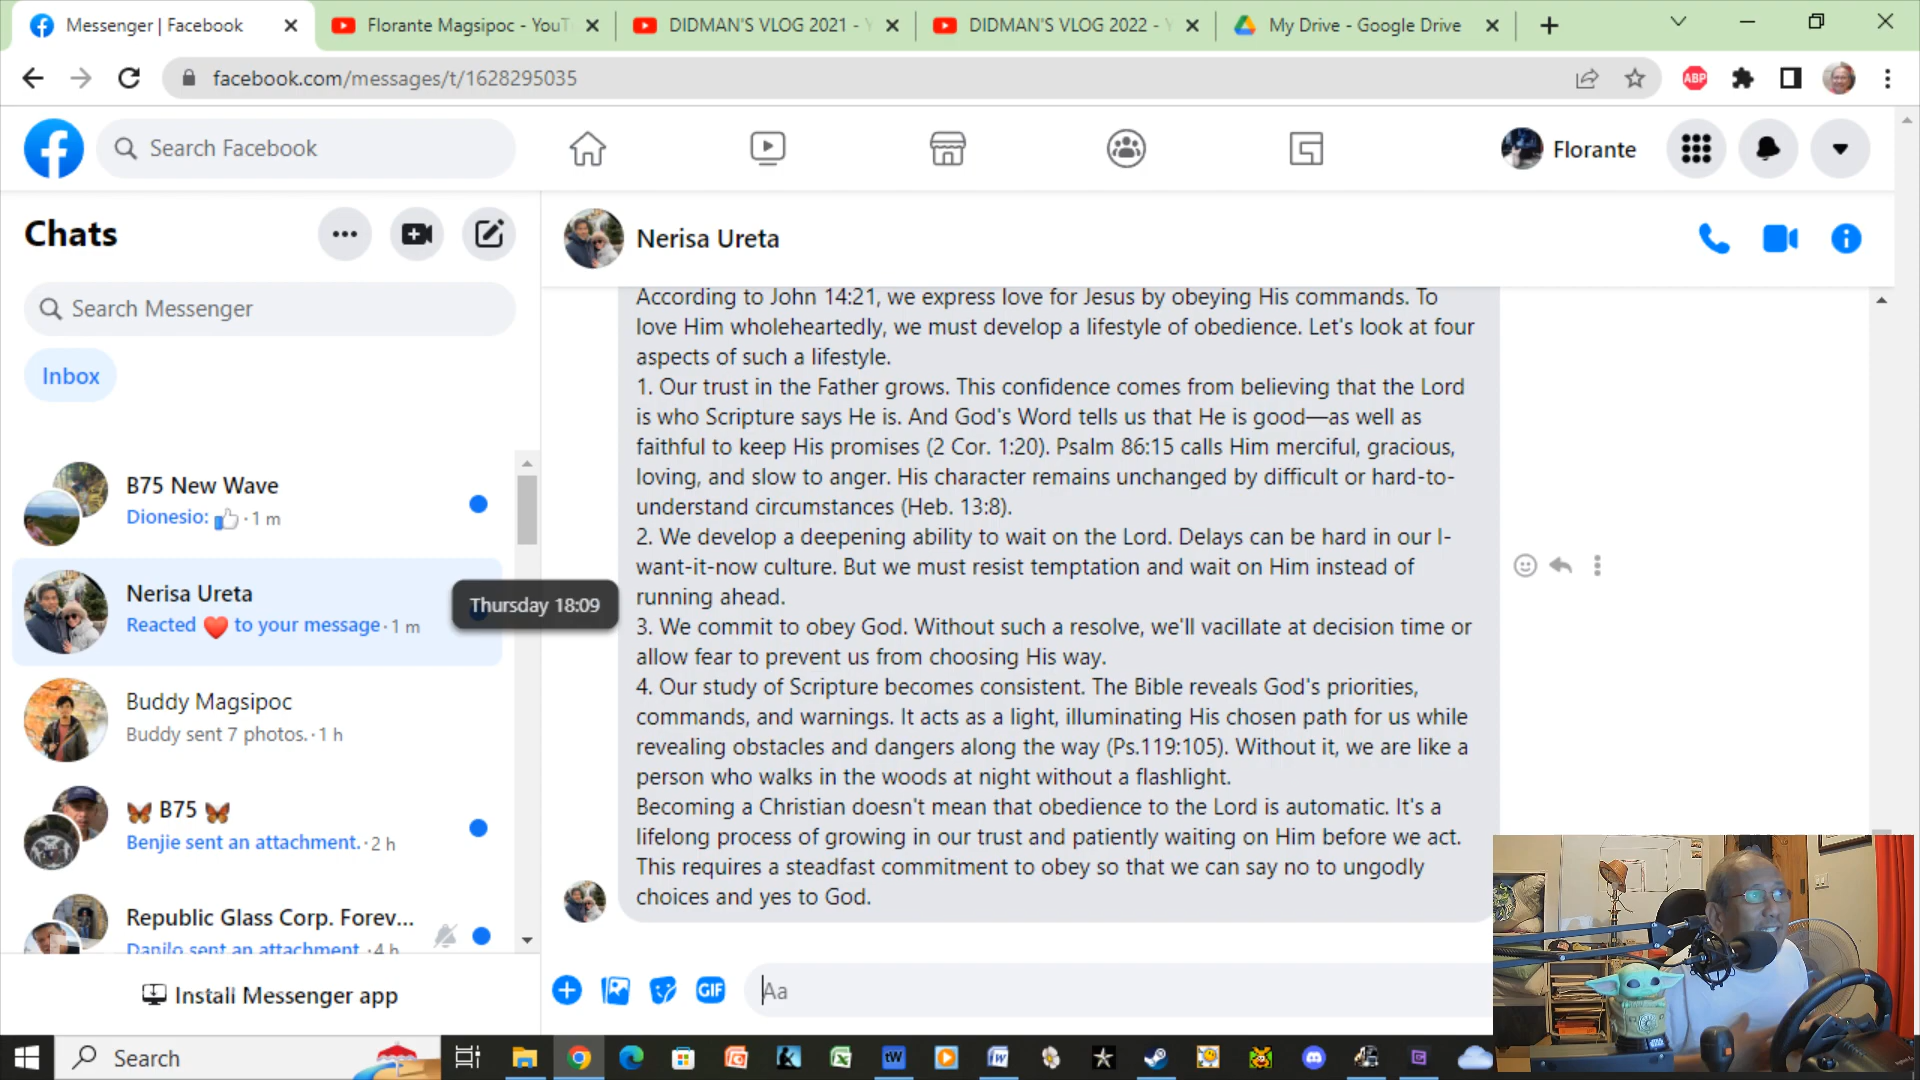 Messenger | Facebook
Florante Magsipoc - YouT
DIDMAN'S VLOG 2021 - Y
DIDMAN'S VLOG 2022 - Y
My Drive - Google Drive
facebook.com/messages/t/1628295035
ABP
Search Facebook
Florante
Chats
Search Messenger
Inbox
B75 New Wave
Dionesio: 👍 · 1 m
Nerisa Ureta
Reacted ❤️ to your message · 1 m
Thursday 18:09
Buddy Magsipoc
Buddy sent 7 photos. · 1 h
🦋 B75 🦋
Benjie sent an attachment. · 2 h
Republic Glass Corp. Forev...
Danilo sent an attachment · 4 h
Install Messenger app
Nerisa Ureta
According to John 14:21, we express love for Jesus by obeying His commands. To
love Him wholeheartedly, we must develop a lifestyle of obedience. Let's look at four
aspects of such a lifestyle.
1. Our trust in the Father grows. This confidence comes from believing that the Lord
is who Scripture says He is. And God's Word tells us that He is good—as well as
faithful to keep His promises (2 Cor. 1:20). Psalm 86:15 calls Him merciful, gracious,
loving, and slow to anger. His character remains unchanged by difficult or hard-to-
understand circumstances (Heb. 13:8).
2. We develop a deepening ability to wait on the Lord. Delays can be hard in our I-
want-it-now culture. But we must resist temptation and wait on Him instead of
running ahead.
3. We commit to obey God. Without such a resolve, we'll vacillate at decision time or
allow fear to prevent us from choosing His way.
4. Our study of Scripture becomes consistent. The Bible reveals God's priorities,
commands, and warnings. It acts as a light, illuminating His chosen path for us while
revealing obstacles and dangers along the way (Ps.119:105). Without it, we are like a
person who walks in the woods at night without a flashlight.
Becoming a Christian doesn't mean that obedience to the Lord is automatic. It's a
lifelong process of growing in our trust and patiently waiting on Him before we act.
This requires a steadfast commitment to obey so that we can say no to ungodly
choices and yes to God.
GIF
Aa
Search